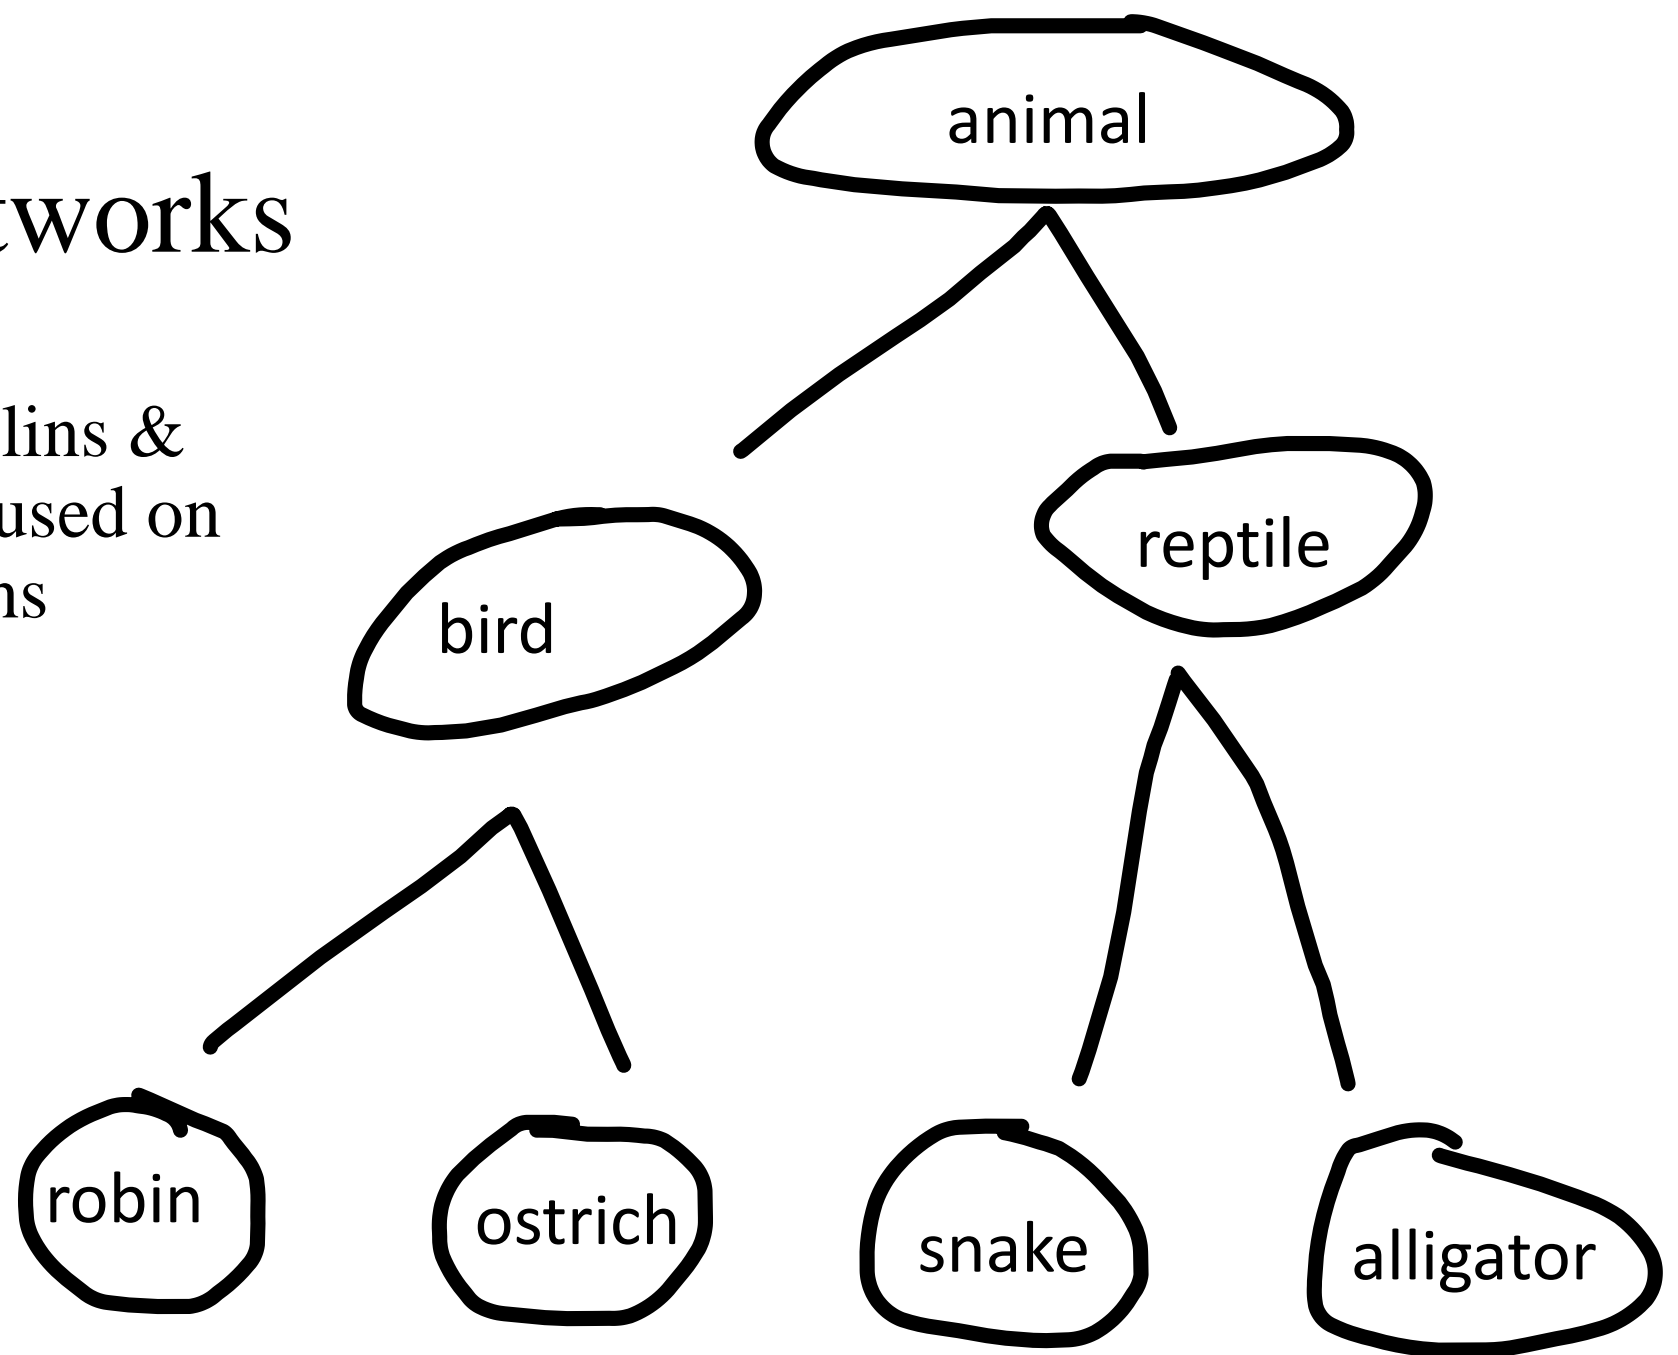 animal
tworks
lins &
used on
ns
reptile
bird
robin
ostrich
snake
alligator